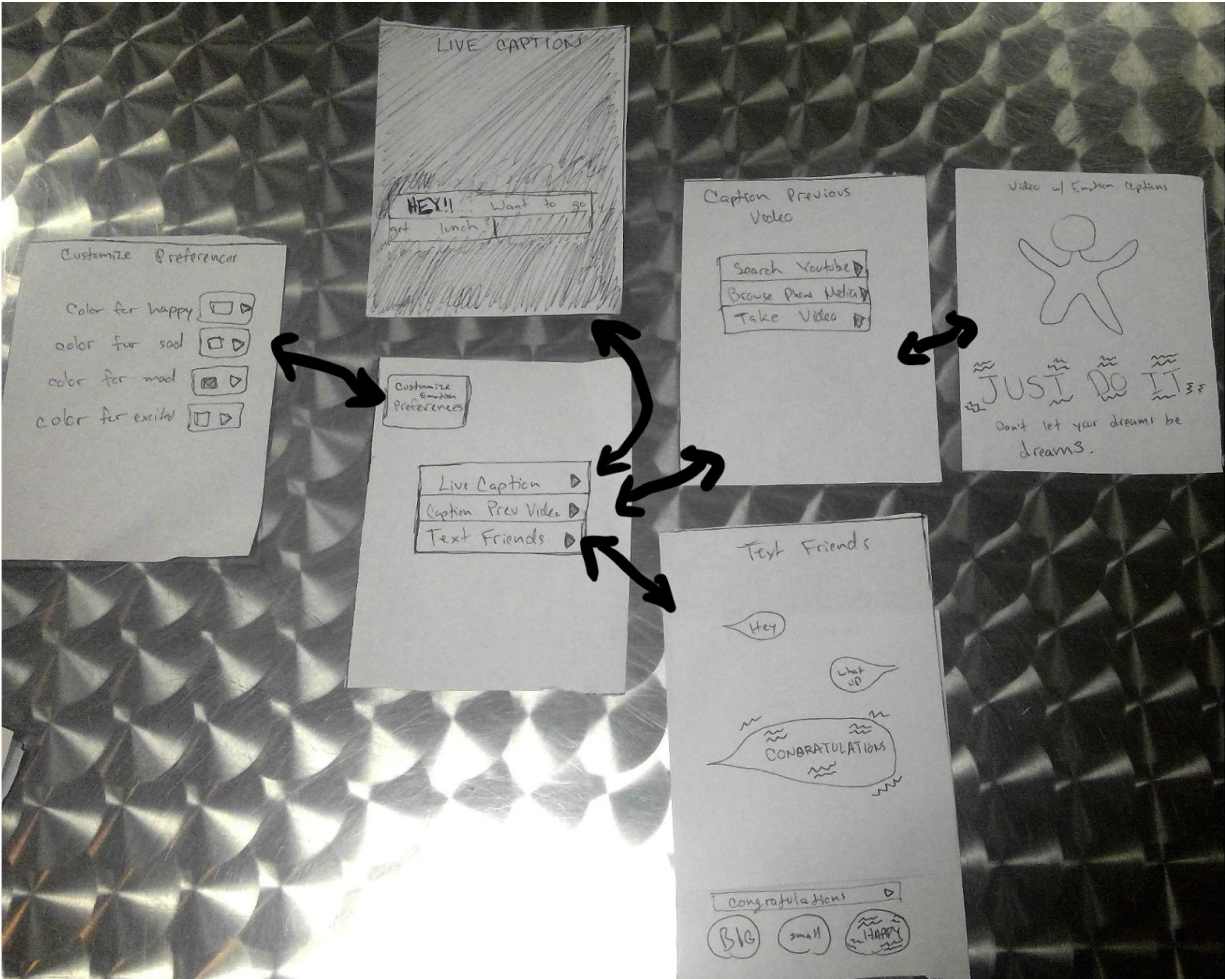 LIVE CAPTION
HEY!! Want to go
get lunch?
Customize Preferences
Color for happy
color for sad
color for mad
color for excited
Customize
Emotion
Preferences
Live Caption
Caption Prev Video
Text Friends
Caption Previous
Video
Search Youtube
Browse Phone Media
Take Video
Video w/ Emotion Captions
JUST DO IT
Don't let your dreams be
dreams.
Text Friends
Hey
what
up
CONGRATULATIONS
congratulations
BIG
small
HAPPY